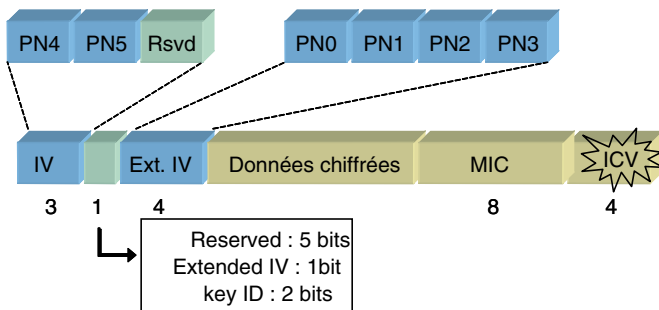 PN4 PN5 Rsvd PN0 PN1 PN2 PN3
IV Ext. IV Données chiffrées MIC ICV
3 1 4 8 4
Reserved : 5 bits
Extended IV : 1bit
key ID : 2 bits